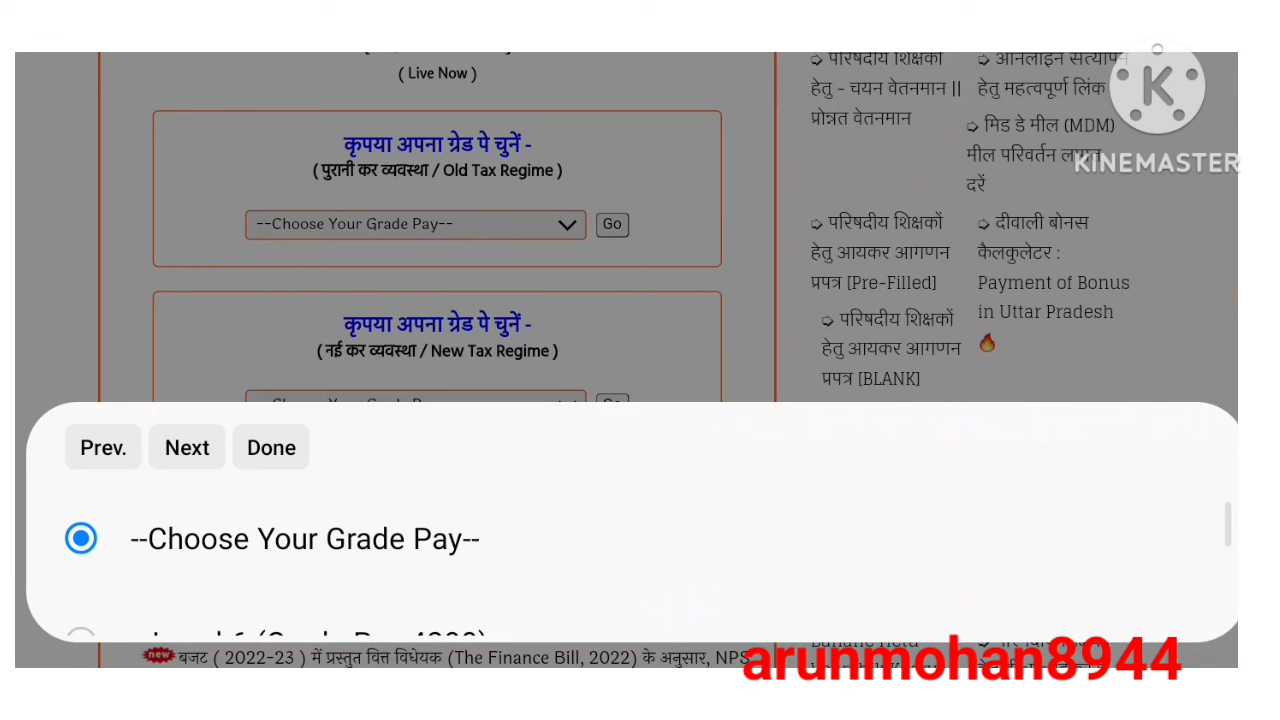 ( Live Now )
कृपया अपना ग्रेड पे चुनें -
( पुरानी कर व्यवस्था / Old Tax Regime )
--Choose Your Grade Pay--
Go
कृपया अपना ग्रेड पे चुनें -
( नई कर व्यवस्था / New Tax Regime )
➭ परिषदीय शिक्षकों
हेतु - चयन वेतनमान ||
प्रोन्नत वेतनमान
➭ परिषदीय शिक्षकों
हेतु आयकर आगणन
प्रपत्र [Pre-Filled]
➭ परिषदीय शिक्षकों
हेतु आयकर आगणन
प्रपत्र [BLANK]
➭ ऑनलाइन सत्यापन
हेतु महत्वपूर्ण लिंक
➭ मिड डे मील (MDM)
मील परिवर्तन लागत
दरें
➭ दीवाली बोनस
कैलकुलेटर :
Payment of Bonus
in Uttar Pradesh
K
KINEMASTER
Prev. Next Done
--Choose Your Grade Pay--
new बजट ( 2022-23 ) में प्रस्तुत वित्त विधेयक (The Finance Bill, 2022) के अनुसार, NPS
arunmohan8944